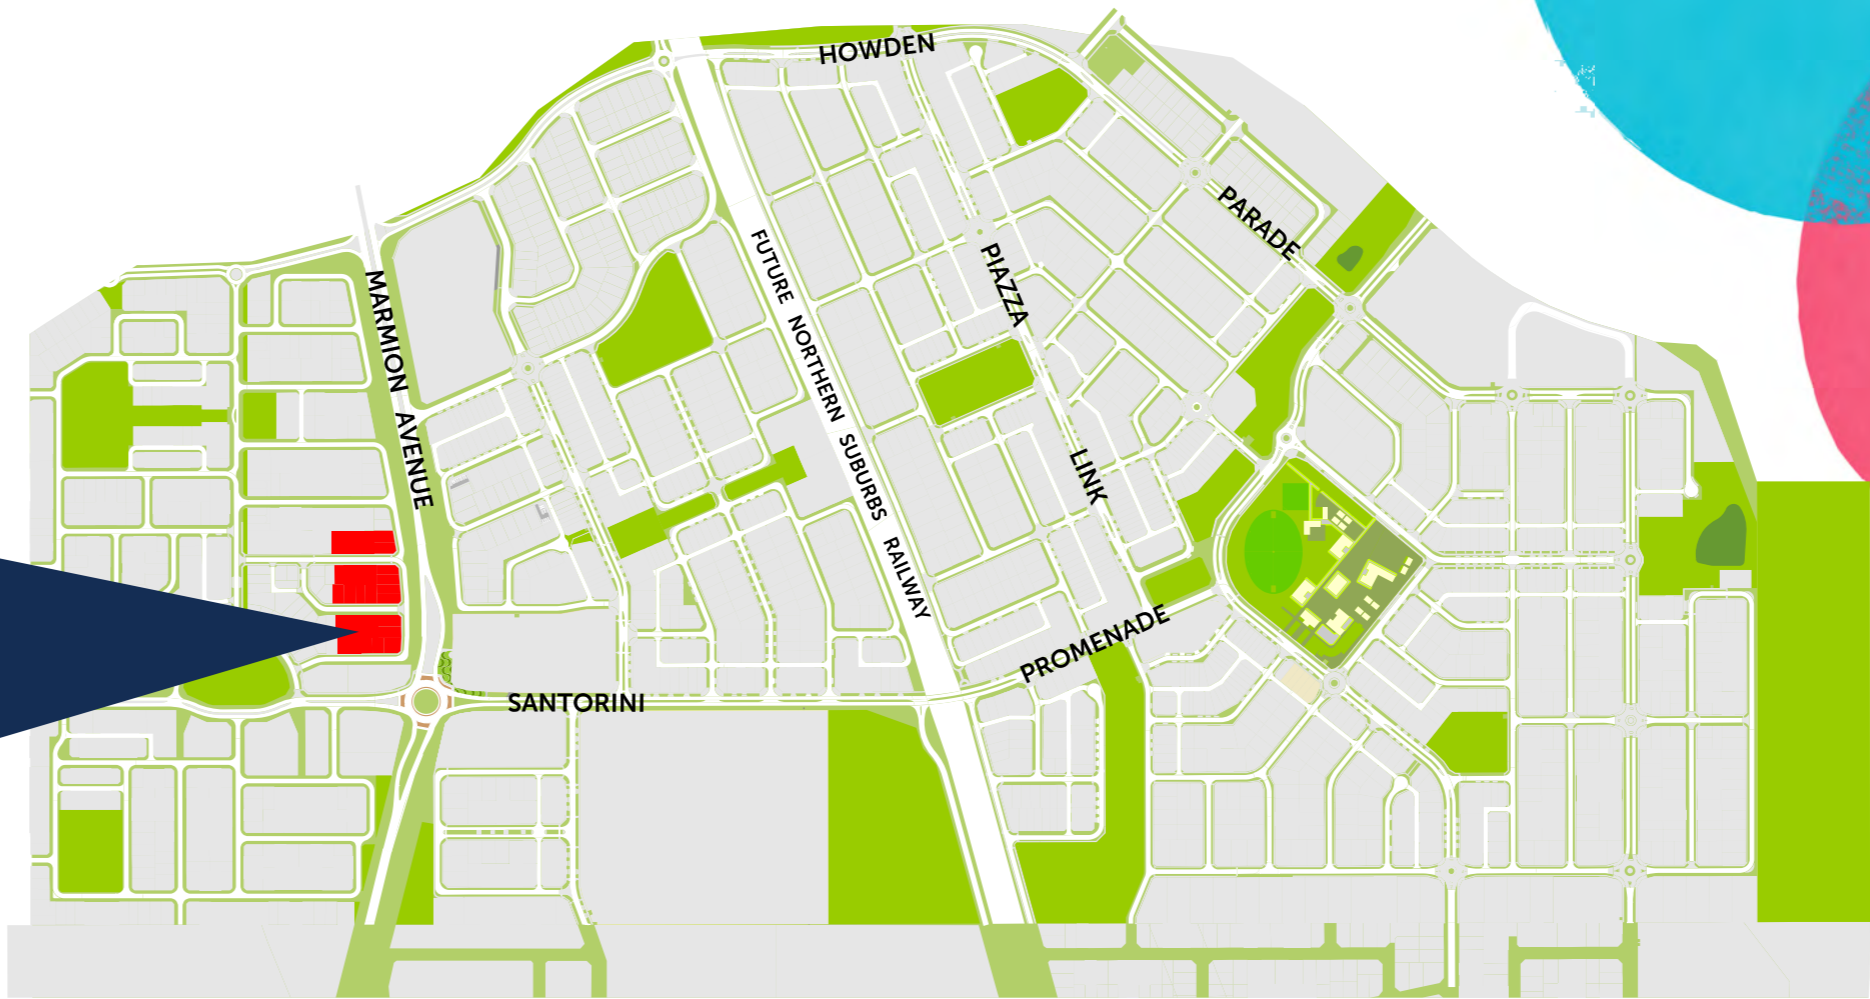 HOWDEN
PARADE
MARMION AVENUE
FUTURE NORTHERN SUBURBS RAILWAY
PIAZZA LINK
SANTORINI
PROMENADE